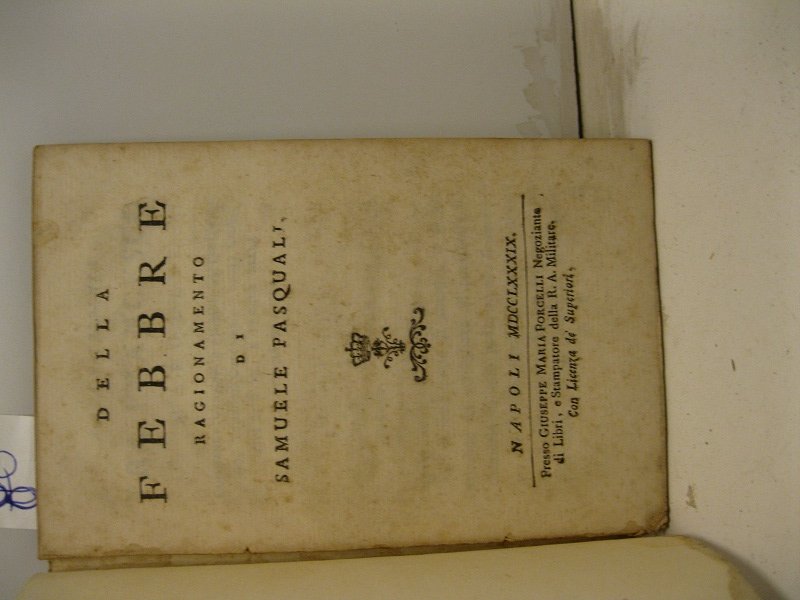 DELLA
FEBBRE
RAGIONAMENTO
DI
SAMUELE PASQUALI,
NAPOLI MDCCLXXXIX.
Presso GIUSEPPE MARIA PORCELLI Negoziante
di Libri, e Stampatore della R. A. Militare.
Con Licenza de' Superiori,